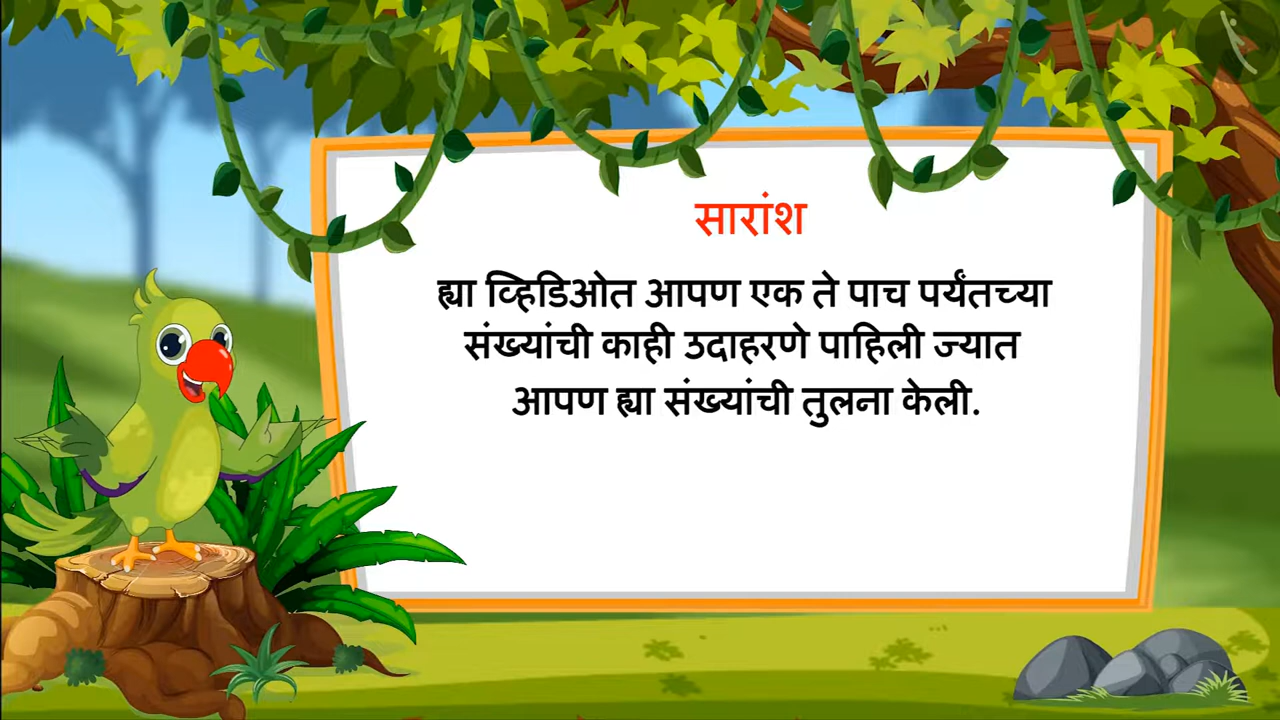 सारांश
ह्या व्हिडिओत आपण एक ते पाच पर्यंतच्या
संख्यांची काही उदाहरणे पाहिली ज्यात
आपण ह्या संख्यांची तुलना केली.